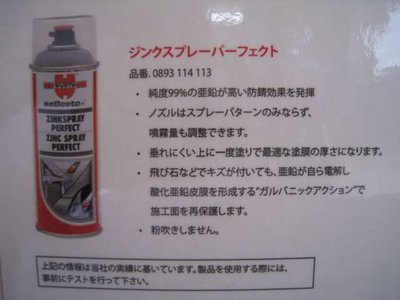 ジンクスプレーパーフェクト
品番. 0893 114 113
・ 純度99%の亜鉛が高い防錆効果を発揮
・ ノズルはスプレーパターンのみならず、
噴霧量も調整できます。
・ 垂れにくい上に一度塗りで最適な塗膜の厚さになります。
・ 飛び石などでキズが付いても、亜鉛が自ら電解し
酸化亜鉛皮膜を形成する"ガルバニックアクション"で
施工面を再保護します。
・ 粉吹きしません。
上記の情報は当社の実績に基いています。製品を使用する際には、
事前にテストを行って下さい。
WÜRTH
ZINKSPRAY
PERFECT
ZINC SPRAY
PERFECT